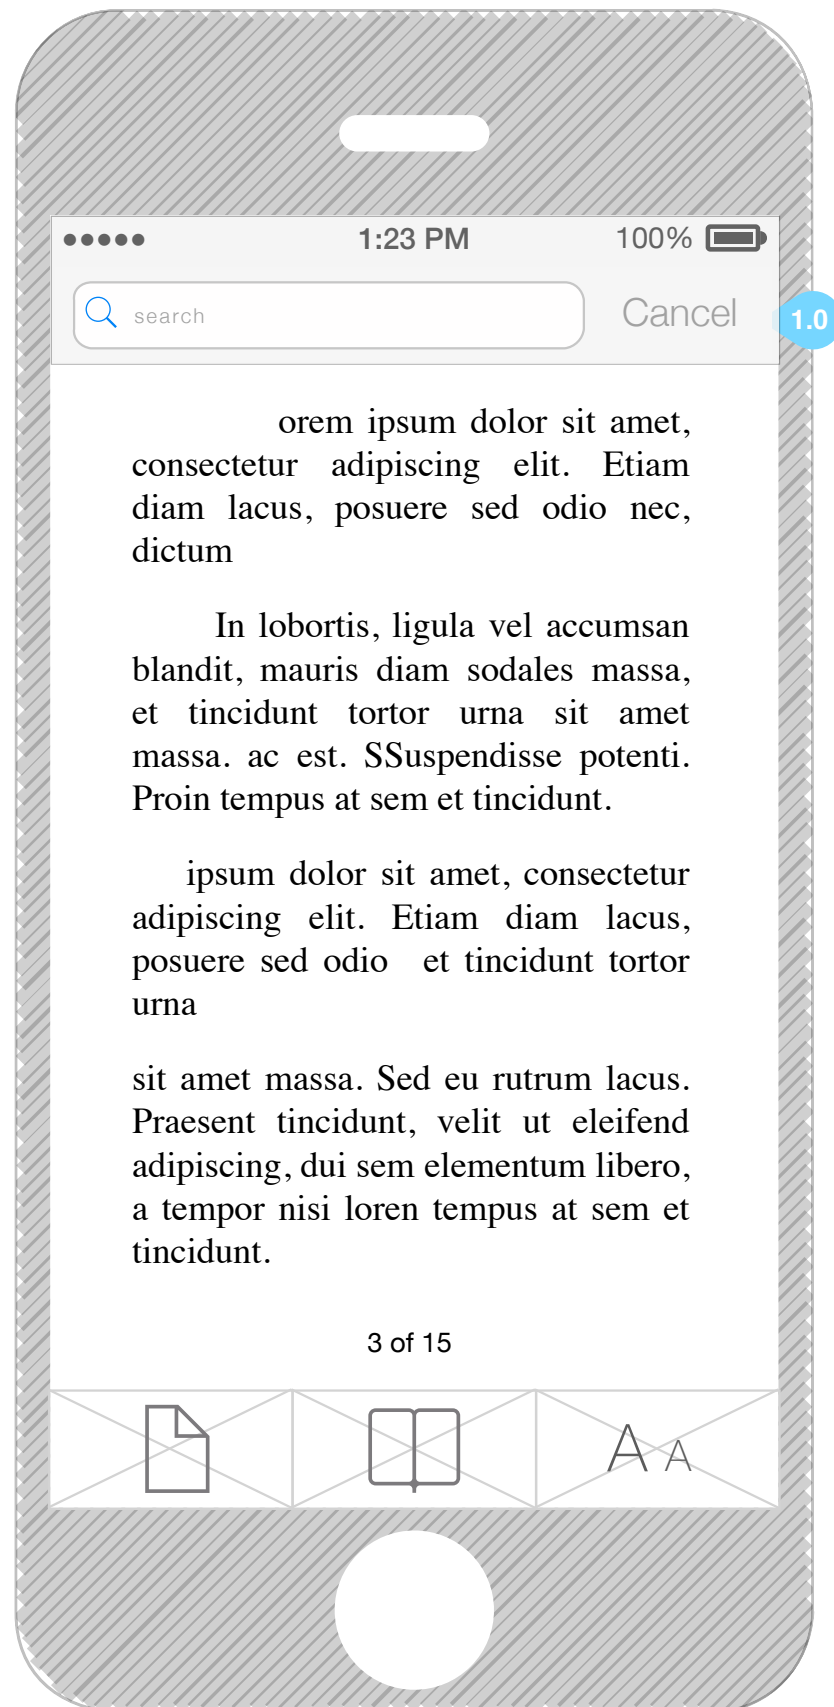 1:23 PM 100%
search Cancel
1.0
orem ipsum dolor sit amet,
consectetur adipiscing elit. Etiam
diam lacus, posuere sed odio nec,
dictum
In lobortis, ligula vel accumsan
blandit, mauris diam sodales massa,
et tincidunt tortor urna sit amet
massa. ac est. SSuspendisse potenti.
Proin tempus at sem et tincidunt.
ipsum dolor sit amet, consectetur
adipiscing elit. Etiam diam lacus,
posuere sed odio et tincidunt tortor
urna
sit amet massa. Sed eu rutrum lacus.
Praesent tincidunt, velit ut eleifend
adipiscing, dui sem elementum libero,
a tempor nisi loren tempus at sem et
tincidunt.
3 of 15
A A